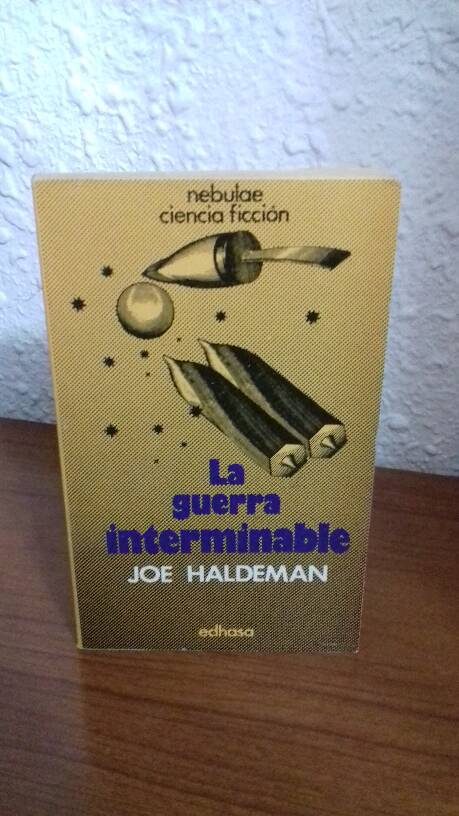 nebulae
ciencia ficción
La
guerra
interminable
JOE HALDEMAN
edhasa